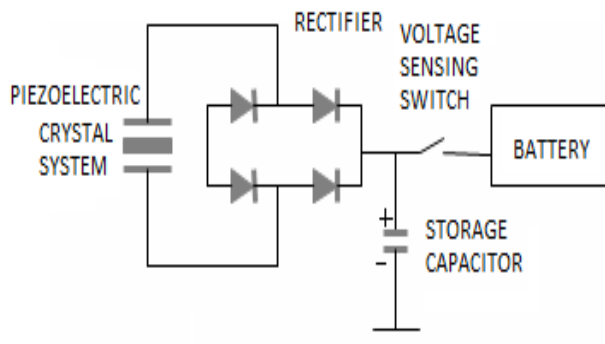 RECTIFIER
VOLTAGE
SENSING
SWITCH
PIEZOELECTRIC
CRYSTAL
SYSTEM
BATTERY
+
-
STORAGE
CAPACITOR